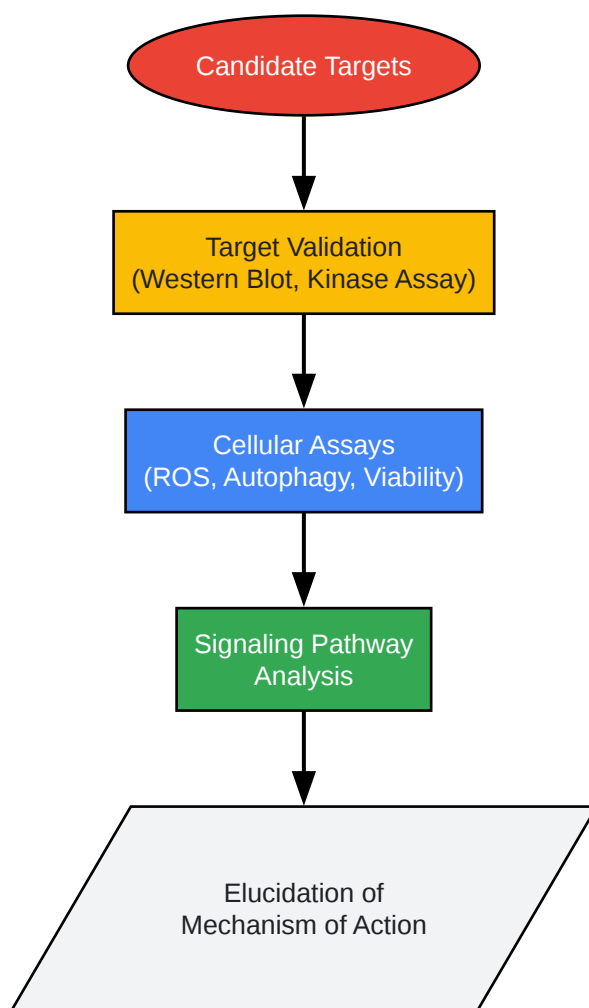 Candidate Targets
Target Validation
(Western Blot, Kinase Assay)
Cellular Assays
(ROS, Autophagy, Viability)
Signaling Pathway
Analysis
Elucidation of
Mechanism of Action